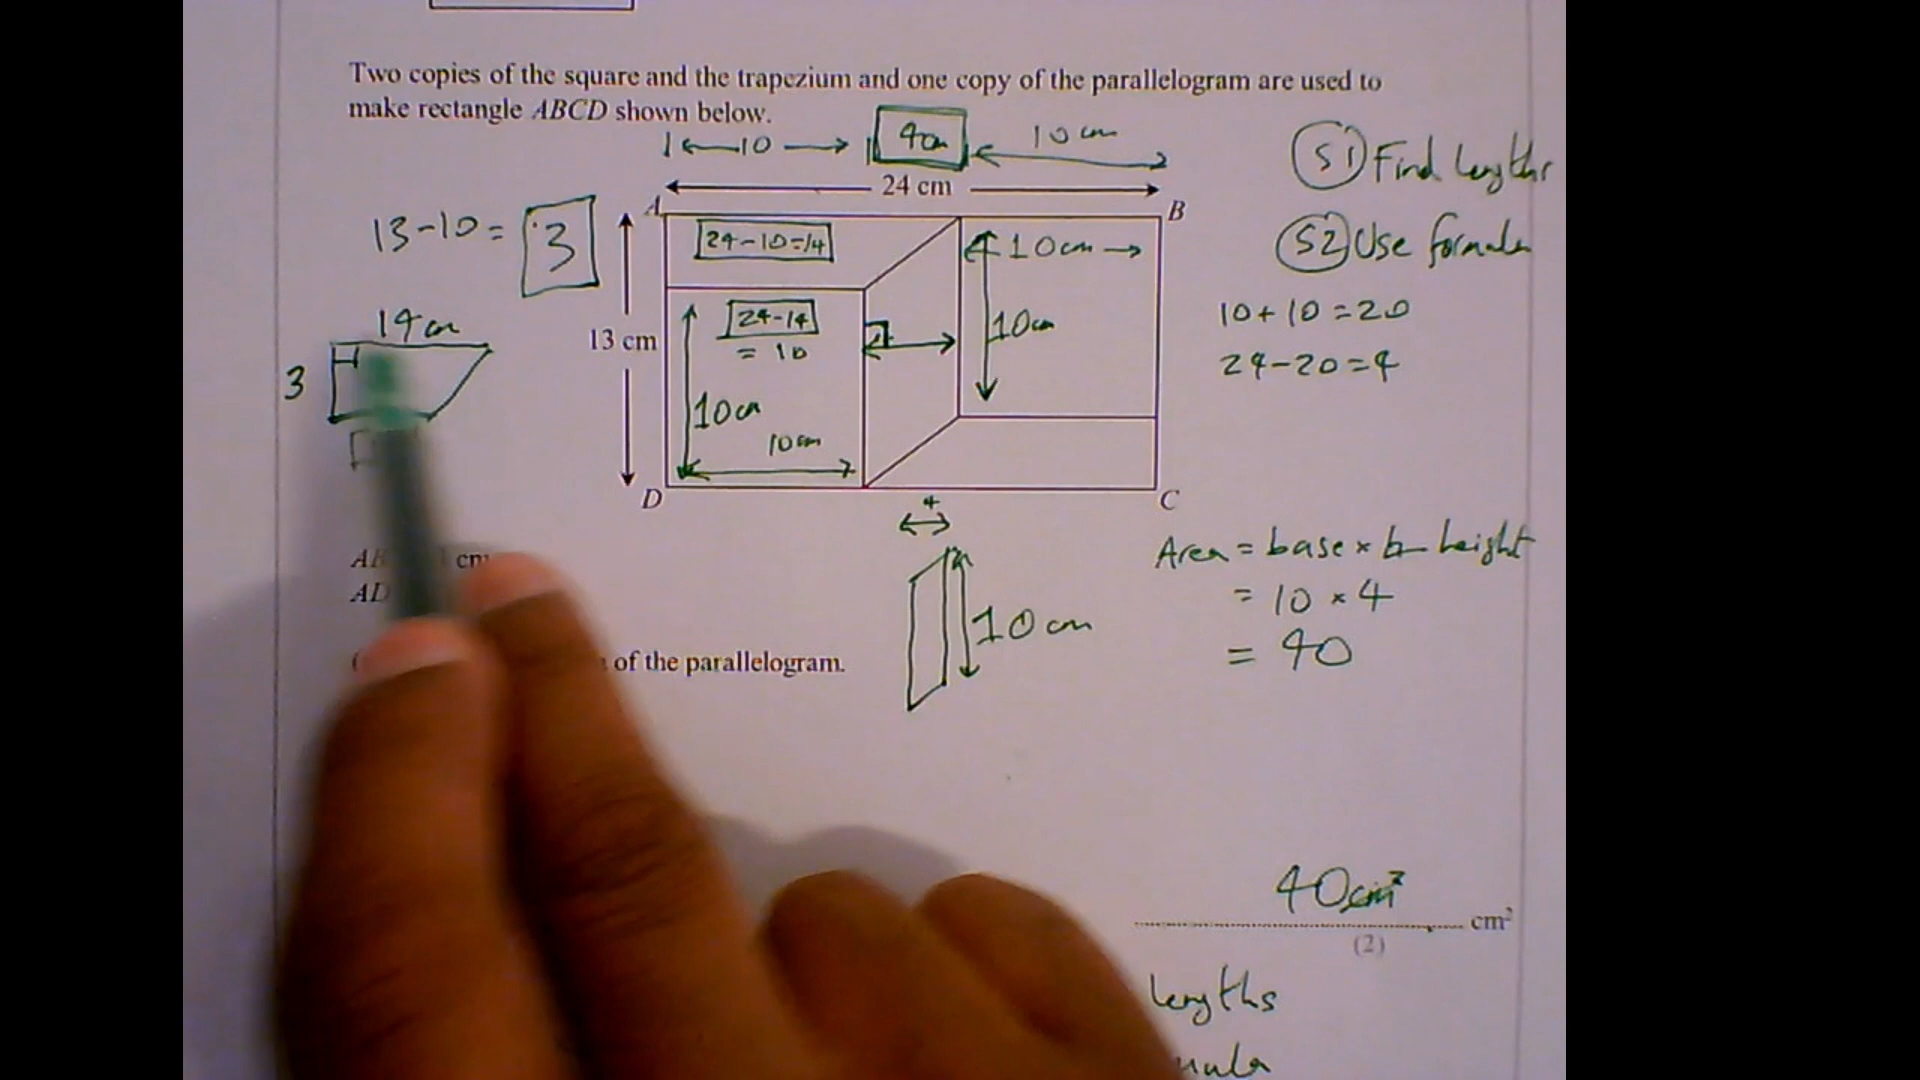 Two copies of the square and the trapezium and one copy of the parallelogram are used to
make rectangle ABCD shown below.
10
4cm
10 cm
S1 Find lengths
24 cm
A
B
13-10= 3
24-10=14
10cm
S2 Use formula
14cm
24-14
= 10
10cm
10+10=20
13 cm
24-20=4
3
10cm
10cm
D
C
4
cm
Area = base × height
AD
= 10 × 4
10cm
= 40
of the parallelogram.
40cm²
cm²
(2)
lengths